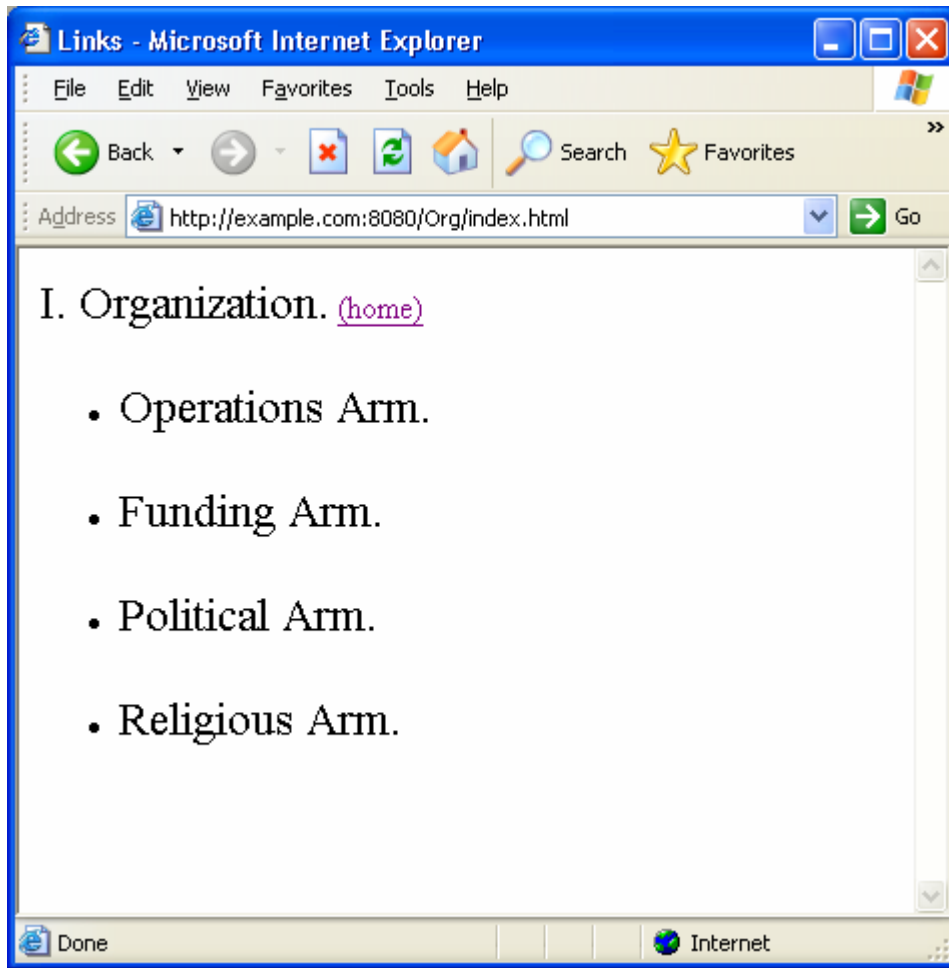 Links - Microsoft Internet Explorer
File Edit View Favorites Tools Help
Back Search Favorites »
Address http://example.com:8080/Org/index.html Go
I. Organization. (home)
• Operations Arm.
• Funding Arm.
• Political Arm.
• Religious Arm.
Done Internet